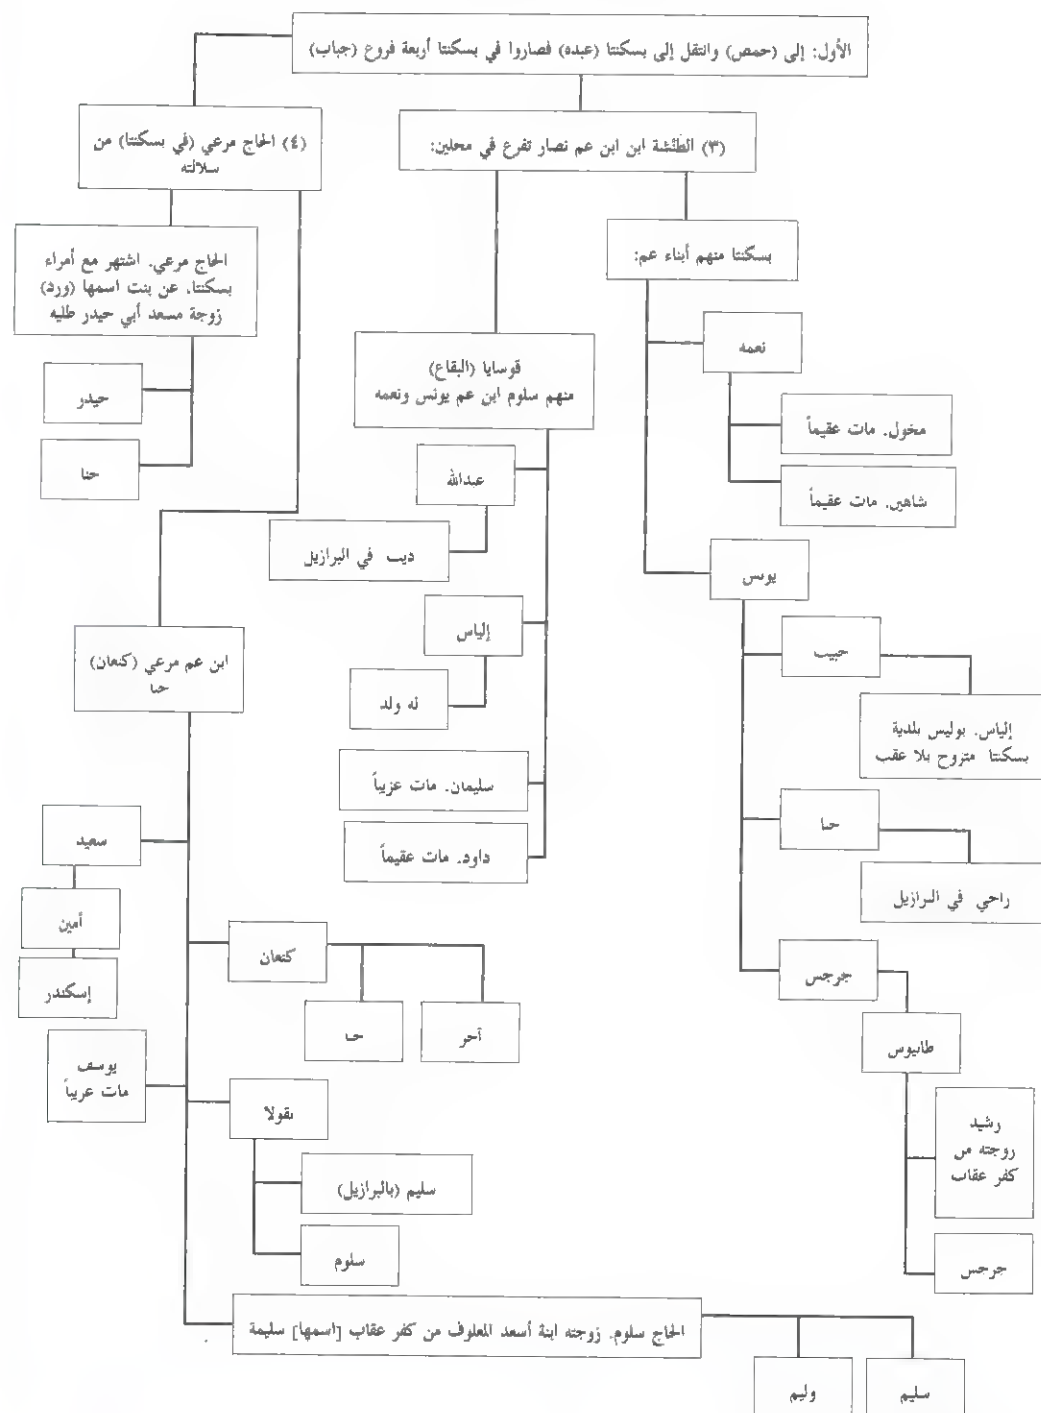 الأول: إلى (حمص) وانتقل إلى بسكنتا (عبده) فصاروا في بسكنتا أربعة فروع (جباب)
(٣) الطنشة ابن ابن عم نصار تفرع في محلين:
بسكنتا منهم أبناء عم:
نعمه
مخول. مات عقيماً
شاهين. مات عقيماً
يونس
حبيب
إلياس. بوليس بلدية
بسكنتا متزوج بلا عقب
حنا
راجي في البرازيل
جرجس
طانيوس
رشيد
زوجته من
كفر عقاب
جرجس
قوسايا (البقاع)
منهم سلوم ابن عم يونس ونعمه
عبدالله
ديب في البرازيل
إلياس
له ولد
سليمان. مات عزيباً
داود. مات عقيماً
(٤) الحاج مرعي (في بسكنتا) من
سلالته
الحاج مرعي. اشتهر مع أمراء
بسكنتا. عن بنت اسمها (ورد)
زوجة مسعد أبي حيدر طليه
حيدر
حنا
ابن عم مرعي (كنعان)
حنا
سعيد
أمين
إسكندر
كنعان
حنا
آخر
يوسف
مات عزيباً
نقولا
سليم (بالبرازيل)
سلوم
الحاج سلوم. زوجته ابنة أسعد المعلوف من كفر عقاب [اسمها] سليمة
سليم
وليم